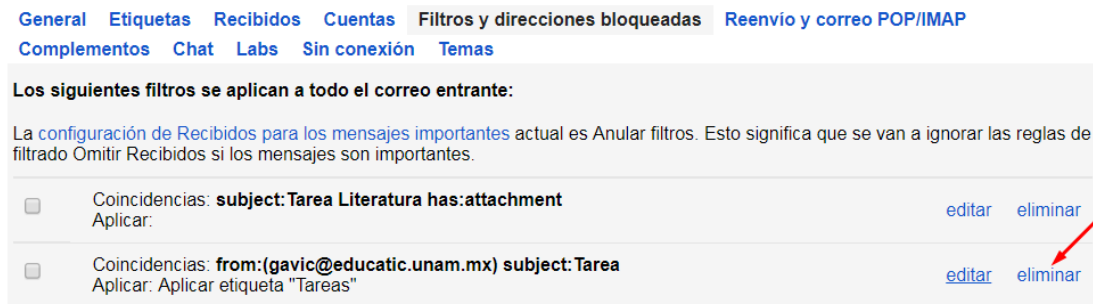 General Etiquetas Recibidos Cuentas Filtros y direcciones bloqueadas Reenvío y correo POP/IMAP
Complementos Chat Labs Sin conexión Temas
Los siguientes filtros se aplican a todo el correo entrante:
La configuración de Recibidos para los mensajes importantes actual es Anular filtros. Esto significa que se van a ignorar las reglas de
filtrado Omitir Recibidos si los mensajes son importantes.
Coincidencias: subject:Tarea Literatura has:attachment
Aplicar:
editar eliminar
Coincidencias: from:(gavic@educatic.unam.mx) subject:Tarea
Aplicar: Aplicar etiqueta "Tareas"
editar eliminar